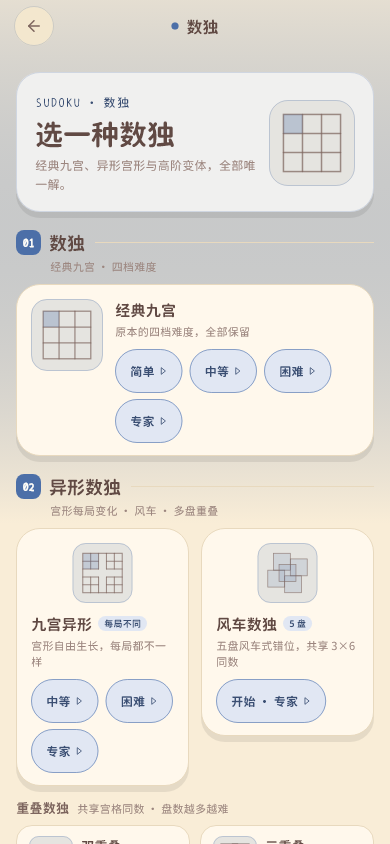 数独
SUDOKU · 数独
选一种数独
经典九宫、异形宫形与高阶变体，全部唯
一解。
01 数独
经典九宫 · 四档难度
经典九宫
原本的四档难度，全部保留
简单
中等
困难
专家
02 异形数独
宫形每局变化 · 风车 · 多盘重叠
九宫异形 每局不同
宫形自由生长，每局都不一
样
中等
困难
专家
风车数独 5 盘
五盘风车式错位，共享 3×6
同数
开始 · 专家
重叠数独 共享宫格同数 · 盘数越多越难